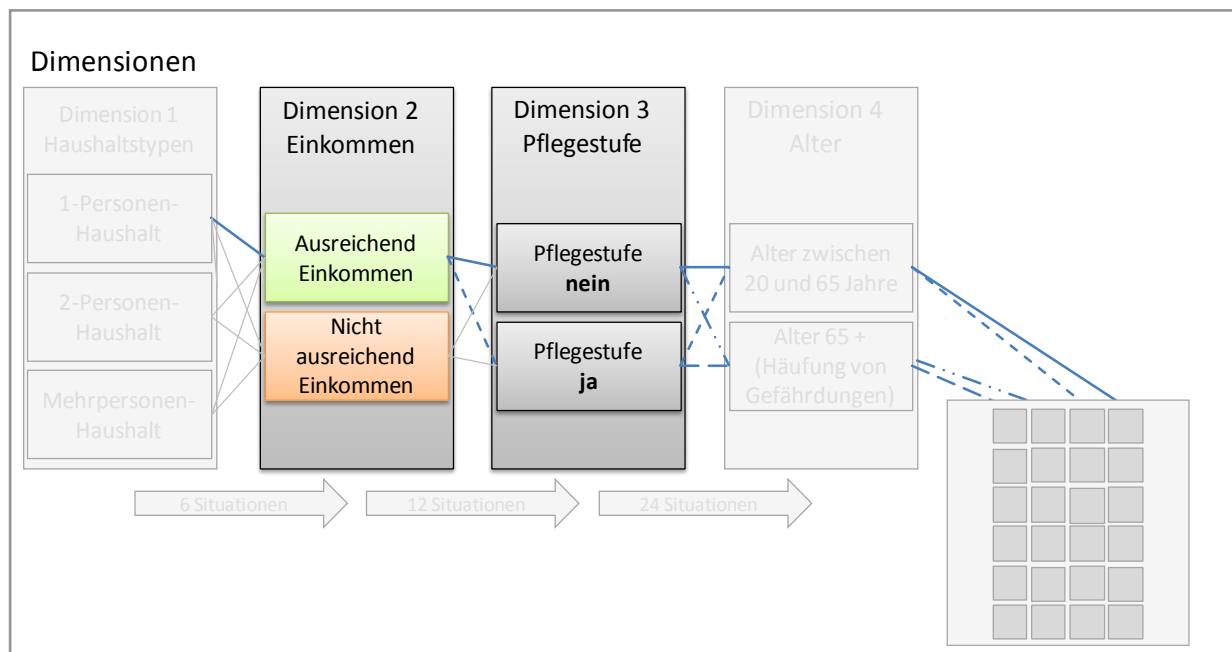 Dimensionen
Dimension 1
Haushaltstypen
1-Personen-
Haushalt
2-Personen-
Haushalt
Mehrpersonen-
Haushalt
Dimension 2
Einkommen
Ausreichend
Einkommen
Nicht
ausreichend
Einkommen
Dimension 3
Pflegestufe
Pflegestufe
nein
Pflegestufe
ja
Dimension 4
Alter
Alter zwischen
20 und 65 Jahre
Alter 65 +
(Häufung von
Gefährdungen)
6 Situationen
12 Situationen
24 Situationen